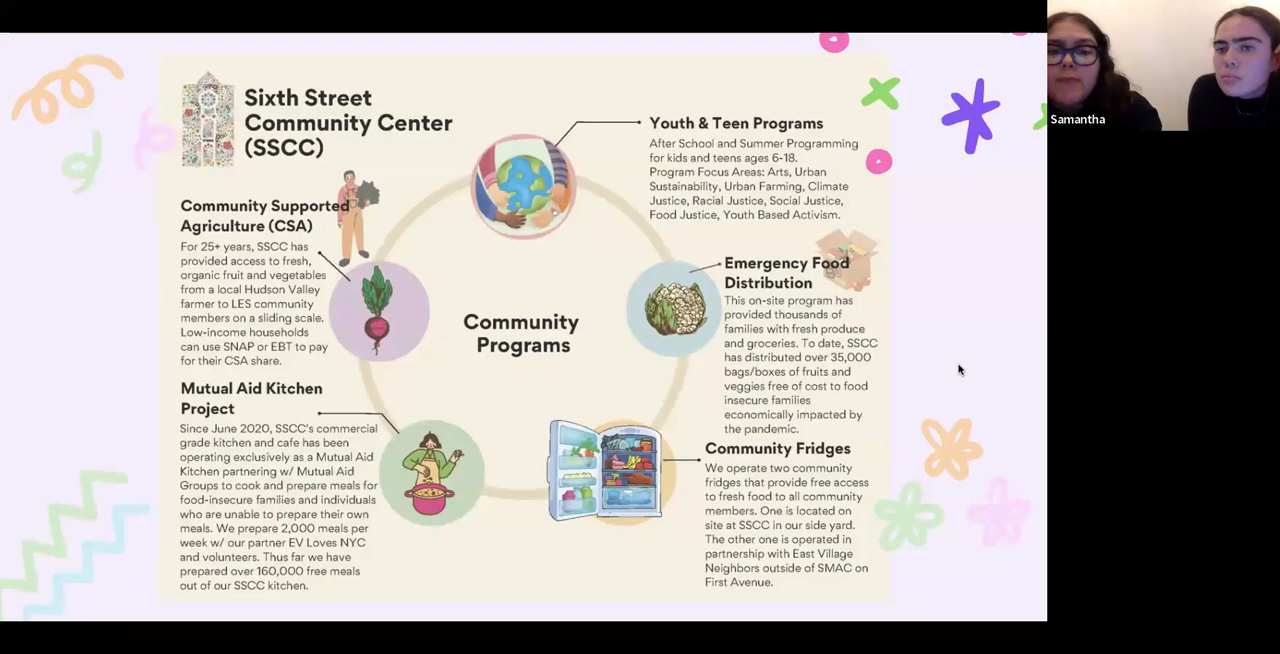 Sixth Street
Community Center
(SSCC)
Youth & Teen Programs
After School and Summer Programming
for kids and teens ages 6-18.
Program Focus Areas: Arts, Urban
Sustainability, Urban Farming, Climate
Justice, Racial Justice, Social Justice,
Food Justice, Youth Based Activism.
Community Supported
Agriculture (CSA)
For 25+ years, SSCC has
provided access to fresh,
organic fruit and vegetables
from a local Hudson Valley
farmer to LES community
members on a sliding scale.
Low-income households
can use SNAP or EBT to pay
for their CSA share.
Emergency Food
Distribution
This on-site program has
provided thousands of
families with fresh produce
and groceries. To date, SSCC
has distributed over 35,000
bags/boxes of fruits and
veggies free of cost to food
insecure families
economically impacted by
the pandemic.
Community
Programs
Mutual Aid Kitchen
Project
Since June 2020, SSCC's commercial
grade kitchen and cafe has been
operating exclusively as a Mutual Aid
Kitchen partnering w/ Mutual Aid
Groups to cook and prepare meals for
food-insecure families and individuals
who are unable to prepare their own
meals. We prepare 2,000 meals per
week w/ our partner EV Loves NYC
and volunteers. Thus far we have
prepared over 160,000 free meals
out of our SSCC kitchen.
Community Fridges
We operate two community
fridges that provide free access
to fresh food to all community
members. One is located on
site at SSCC in our side yard.
The other one is operated in
partnership with East Village
Neighbors outside of SMAC on
First Avenue.
Samantha